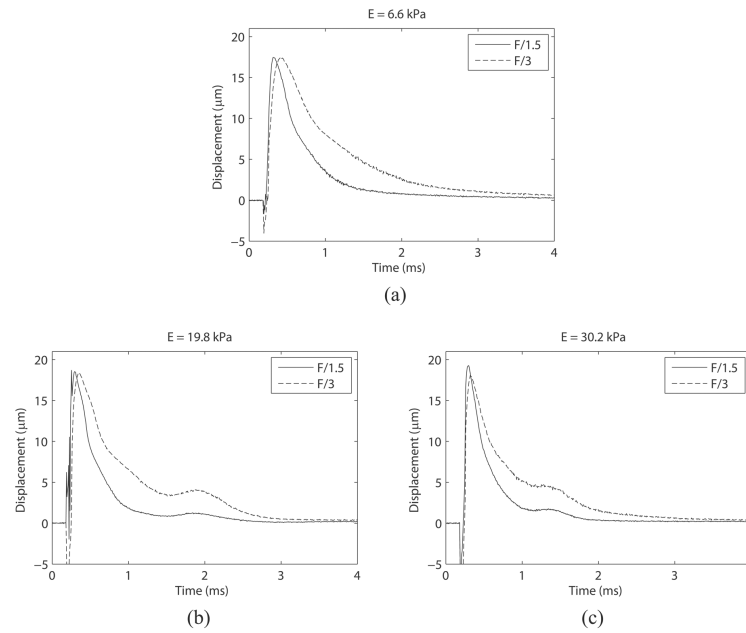 E = 6.6 kPa
20
15
10
5
0
−5
Displacement (μm)
F/1.5
F/3
0 1 2 3 4
Time (ms)
(a)
E = 19.8 kPa
20
15
10
5
0
−5
Displacement (μm)
F/1.5
F/3
0 1 2 3 4
Time (ms)
(b)
E = 30.2 kPa
20
15
10
5
0
−5
Displacement (μm)
F/1.5
F/3
0 1 2 3
Time (ms)
(c)